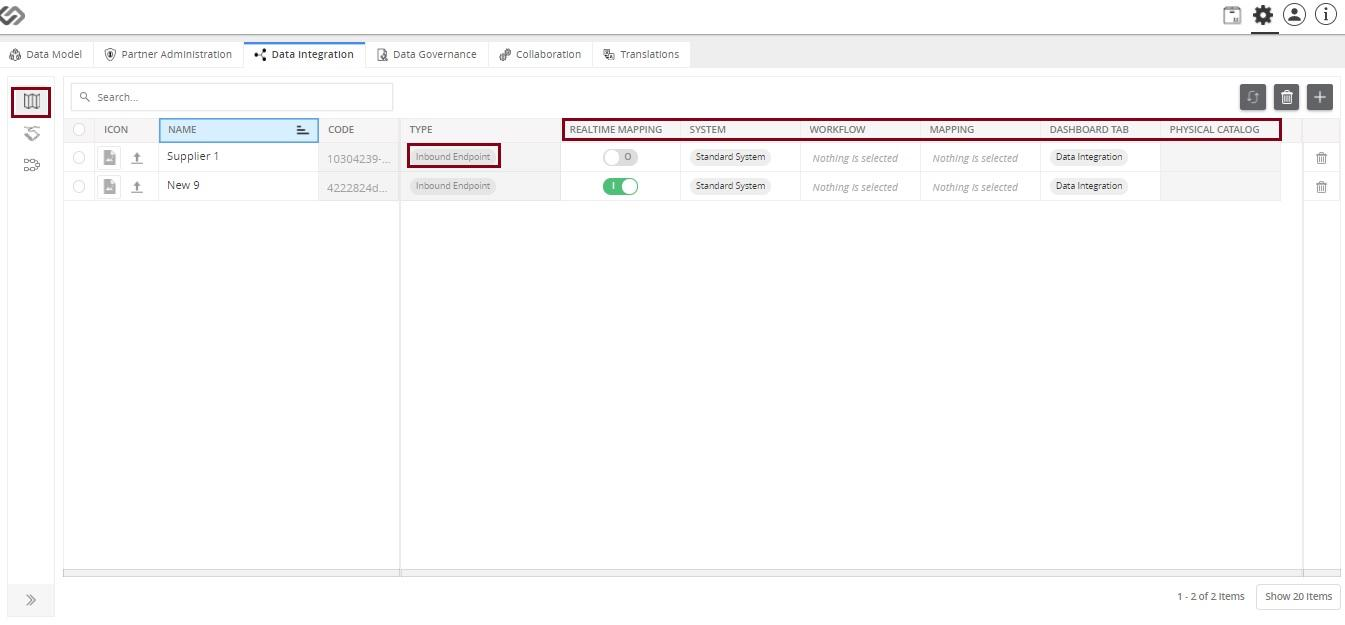 Data Model Partner Administration Data Integration Data Governance Collaboration Translations
Search...
ICON NAME CODE TYPE REALTIME MAPPING SYSTEM WORKFLOW MAPPING DASHBOARD TAB PHYSICAL CATALOG
Supplier 1 10304239-... Inbound Endpoint O Standard System Nothing is selected Nothing is selected Data Integration
New 9 4222824d... Inbound Endpoint I Standard System Nothing is selected Nothing is selected Data Integration
1 - 2 of 2 Items Show 20 Items